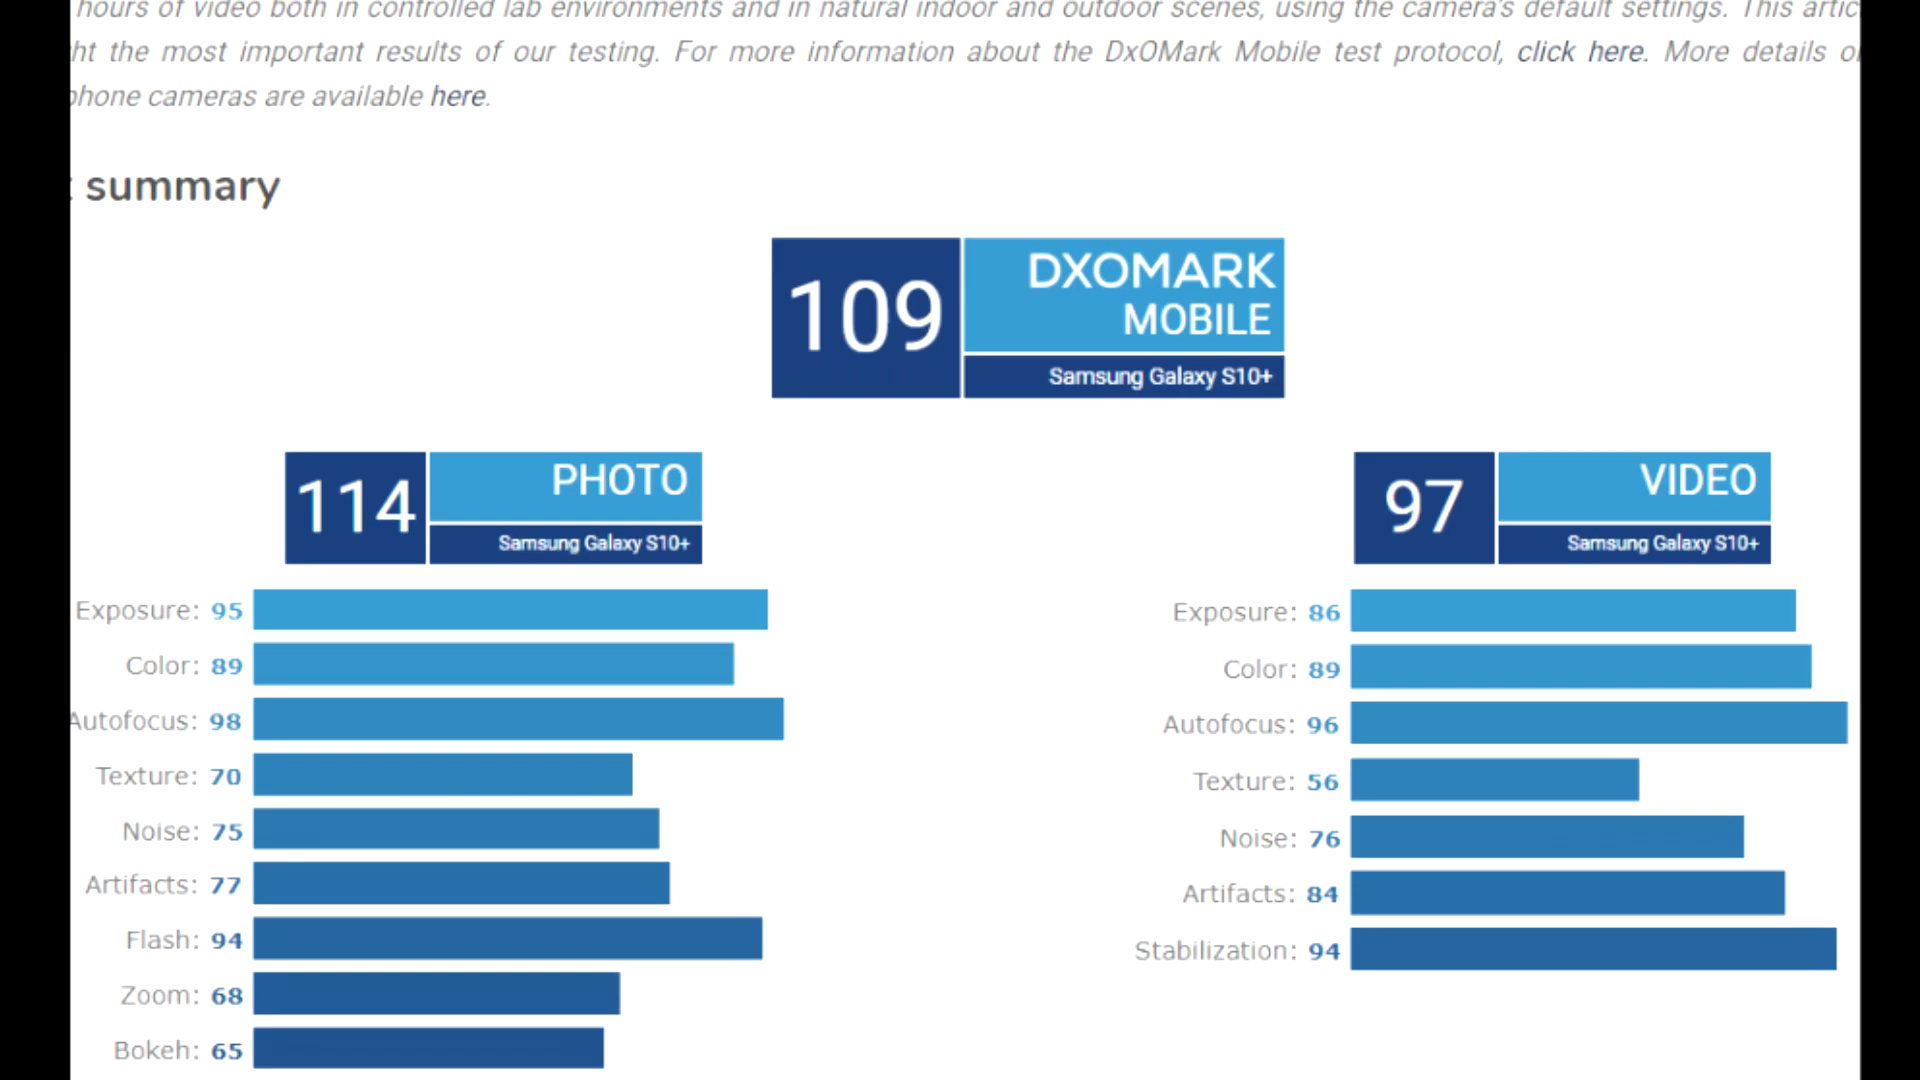 hours of video both in controlled lab environments and in natural indoor and outdoor scenes, using the camera's default settings. This
the most important results of our testing. For more information about the DxOMark Mobile test protocol, click here. More details
phone cameras are available here.
summary
109
DXOMARK
MOBILE
Samsung Galaxy S10+
114
PHOTO
Samsung Galaxy S10+
97
VIDEO
Samsung Galaxy S10+
Exposure: 95
Color: 89
Autofocus: 98
Texture: 70
Noise: 75
Artifacts: 77
Flash: 94
Zoom: 68
Bokeh: 65
Exposure: 86
Color: 89
Autofocus: 96
Texture: 56
Noise: 76
Artifacts: 84
Stabilization: 94